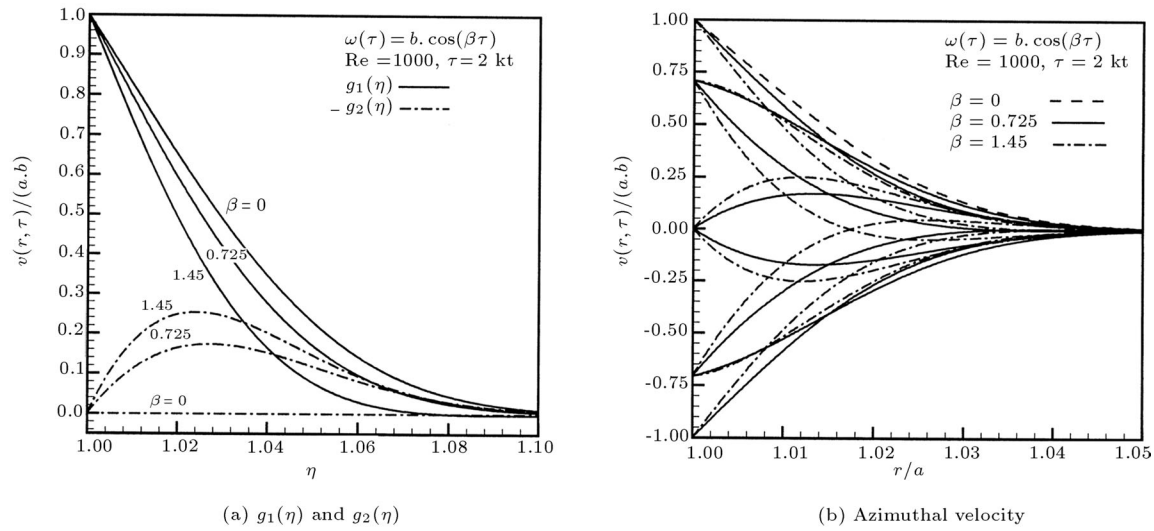 1.0
0.9
0.8
0.7
0.6
0.5
0.4
0.3
0.2
0.1
0.0
v(r, τ)/(a.b)
ω(τ) = b. cos(βτ)
Re =1000, τ = 2 kt
g₁(η)
− g₂(η)
β = 0
0.725
1.45
1.45
0.725
β = 0
1.00 1.02 1.04 1.06 1.08 1.10
η
(a) g₁(η) and g₂(η)
1.00
0.75
0.50
0.25
0.00
-0.25
-0.50
-0.75
-1.00
v(r, τ)/(a.b)
ω(τ) = b. cos(βτ)
Re = 1000, τ = 2 kt
β = 0
β = 0.725
β = 1.45
1.00 1.01 1.02 1.03 1.04 1.05
r/a
(b) Azimuthal velocity